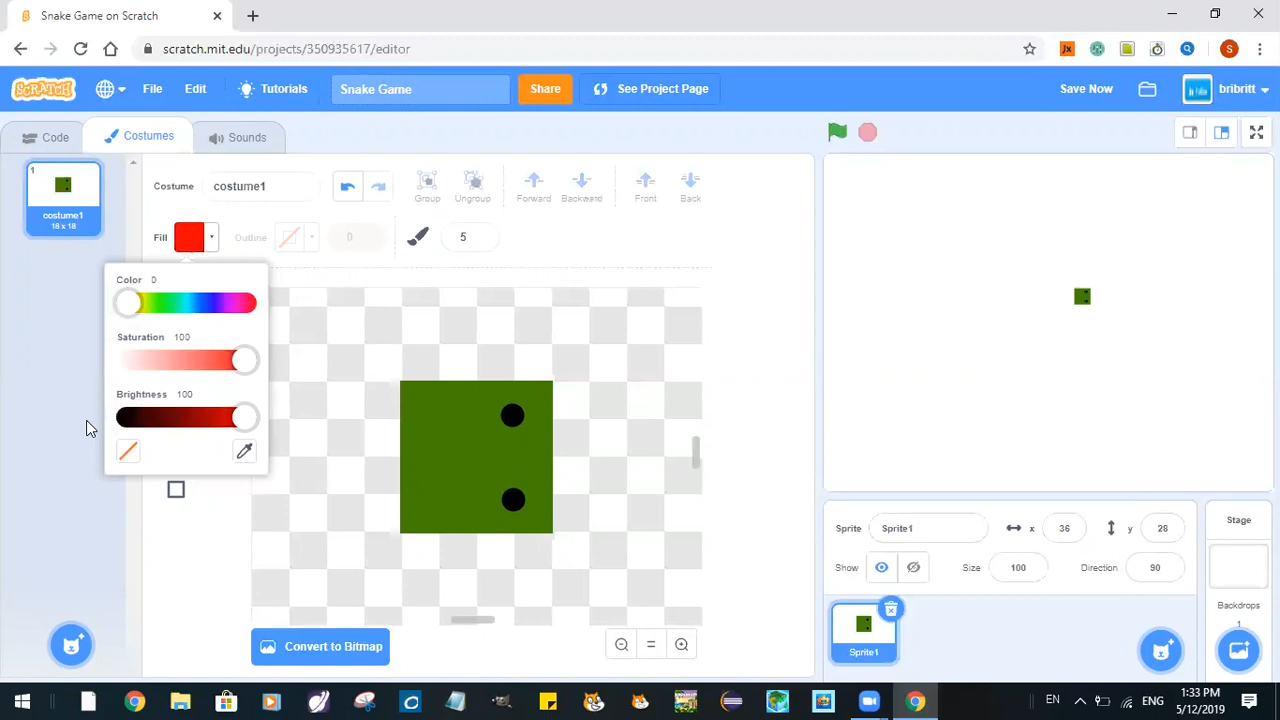 Snake Game on Scratch
scratch.mit.edu/projects/350935617/editor
Jx
S
SCRATCH
File
Edit
Tutorials
Snake Game
Share
See Project Page
Save Now
bribritt
Code
Costumes
Sounds
1
costume1
18 x 18
Costume
costume1
Group
Ungroup
Forward
Backward
Front
Back
Fill
Outline
0
5
Color 0
Saturation 100
Brightness 100
Convert to Bitmap
Sprite
Sprite1
x
36
y
28
Show
Size
100
Direction
90
Sprite1
Stage
Backdrops
1
EN
ENG
1:33 PM
5/12/2019